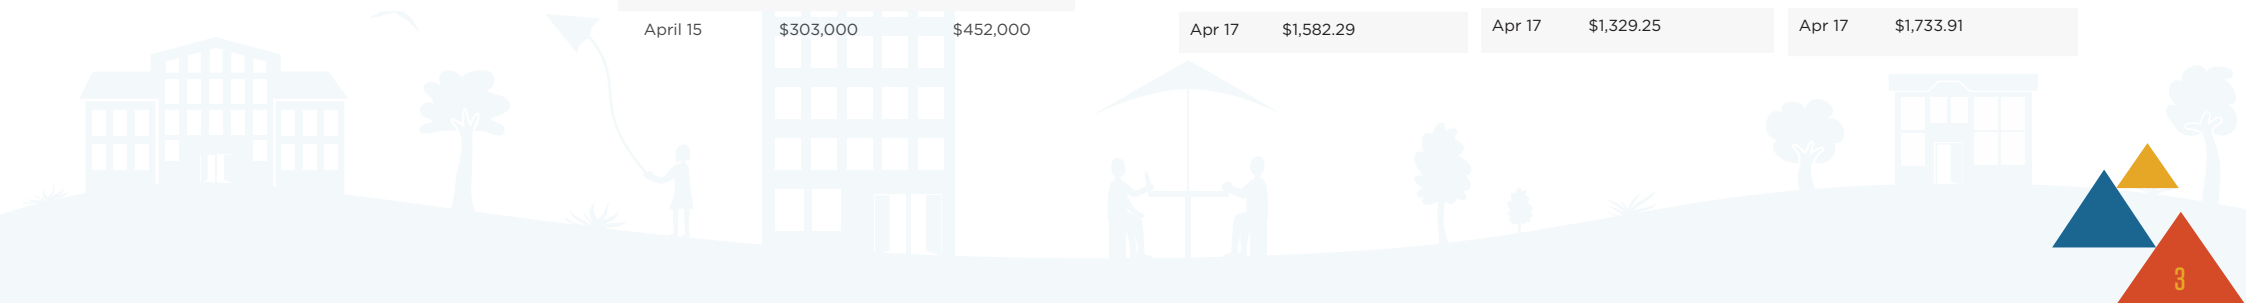 April 15 $303,000 $452,000
Apr 17 $1,582.29
Apr 17 $1,329.25
Apr 17 $1,733.91
3